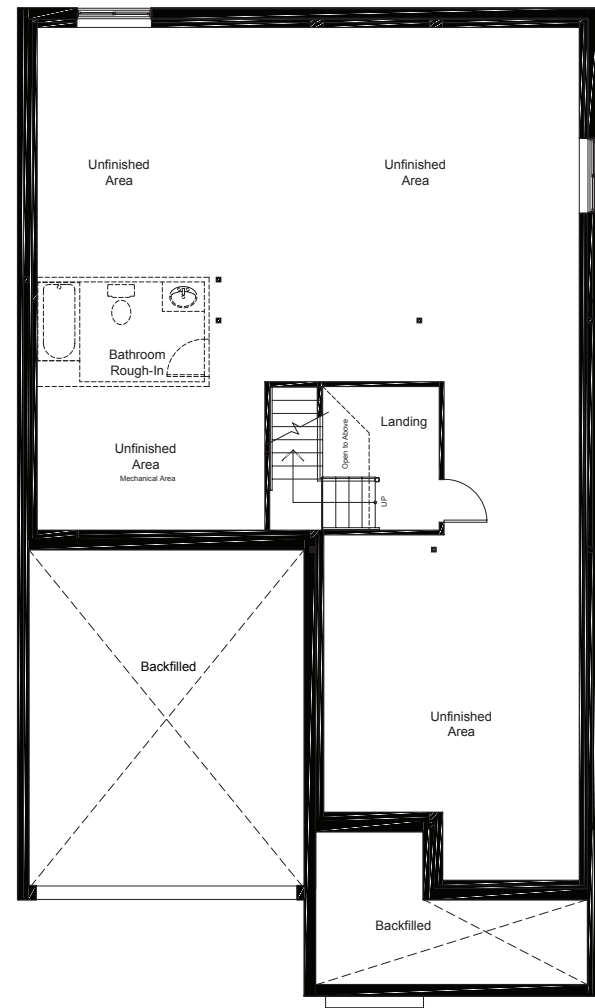 Unfinished
Area
Unfinished
Area
Bathroom
Rough-In
Landing
Open to Above
Unfinished
Area
Mechanical Area
UP
Backfilled
Unfinished
Area
Backfilled